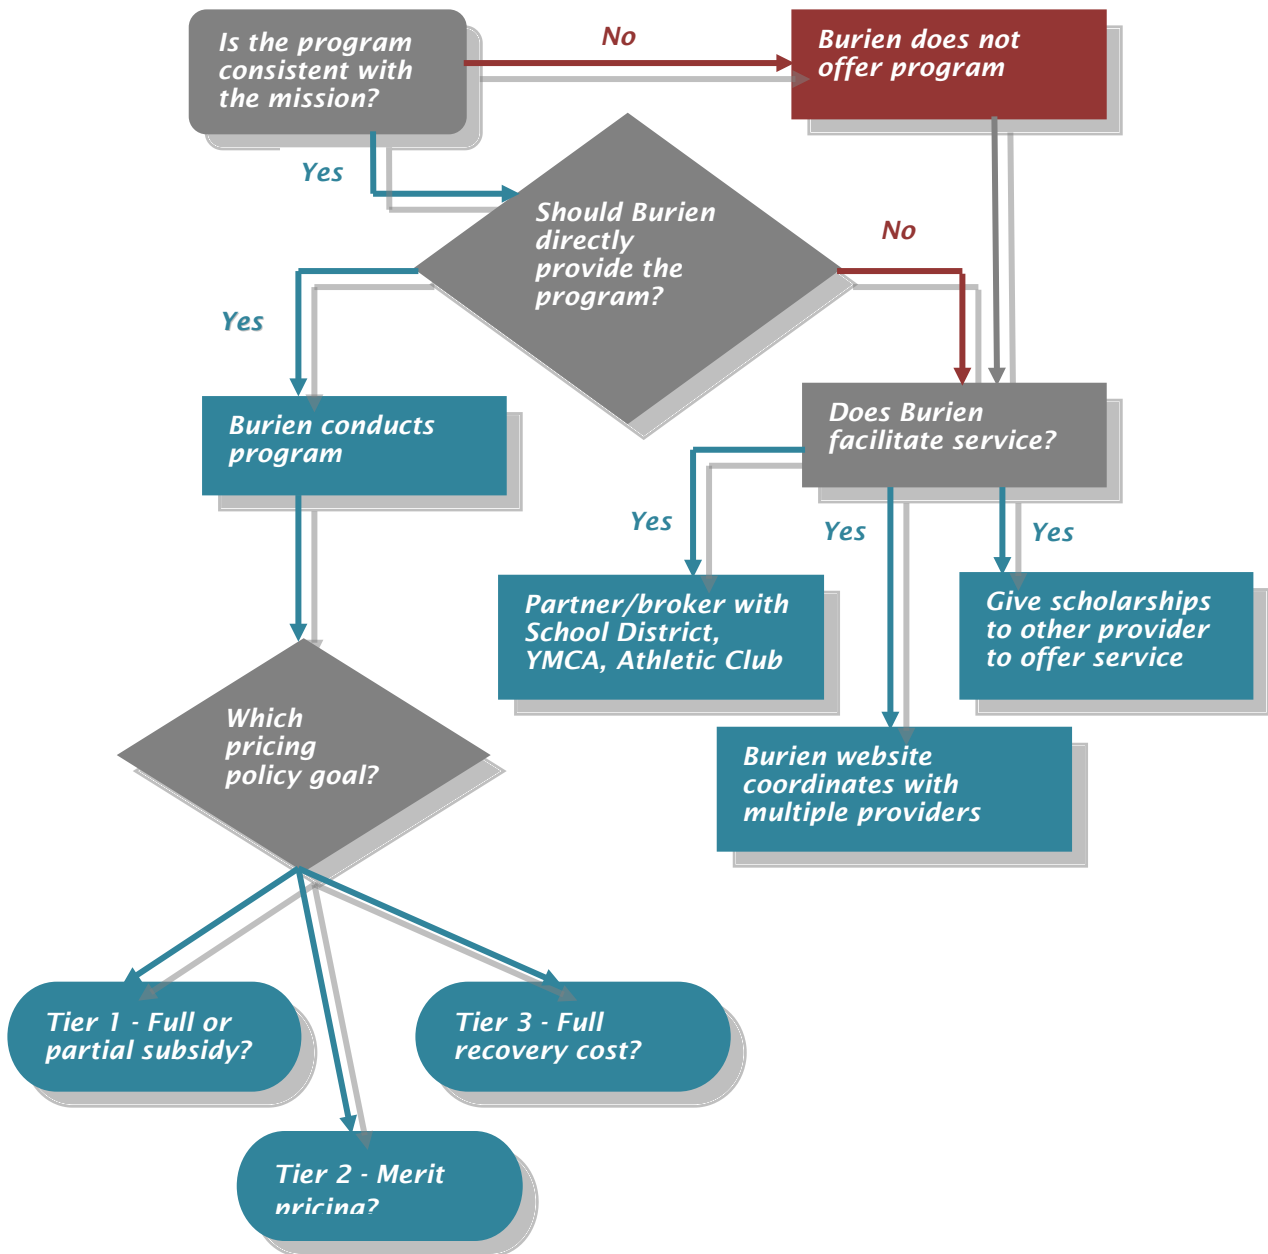 Is the program
consistent with
the mission?
No
Burien does not
offer program
Yes
Should Burien
directly
provide the
program?
No
Yes
Burien conducts
program
Does Burien
facilitate service?
Yes
Yes
Yes
Partner/broker with
School District,
YMCA, Athletic Club
Give scholarships
to other provider
to offer service
Which
pricing
policy goal?
Burien website
coordinates with
multiple providers
Tier 1 - Full or
partial subsidy?
Tier 3 - Full
recovery cost?
Tier 2 - Merit
pricing?